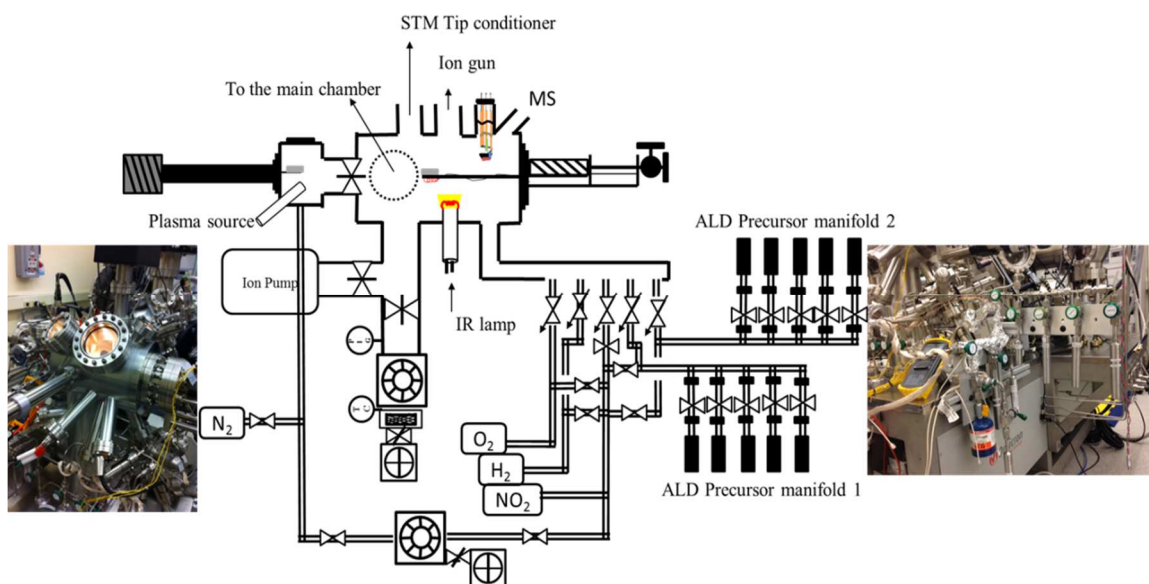 STM Tip conditioner
Ion gun
To the main chamber
MS
Plasma source
ALD Precursor manifold 2
Ion Pump
IR lamp
N2
O2
H2
NO2
ALD Precursor manifold 1